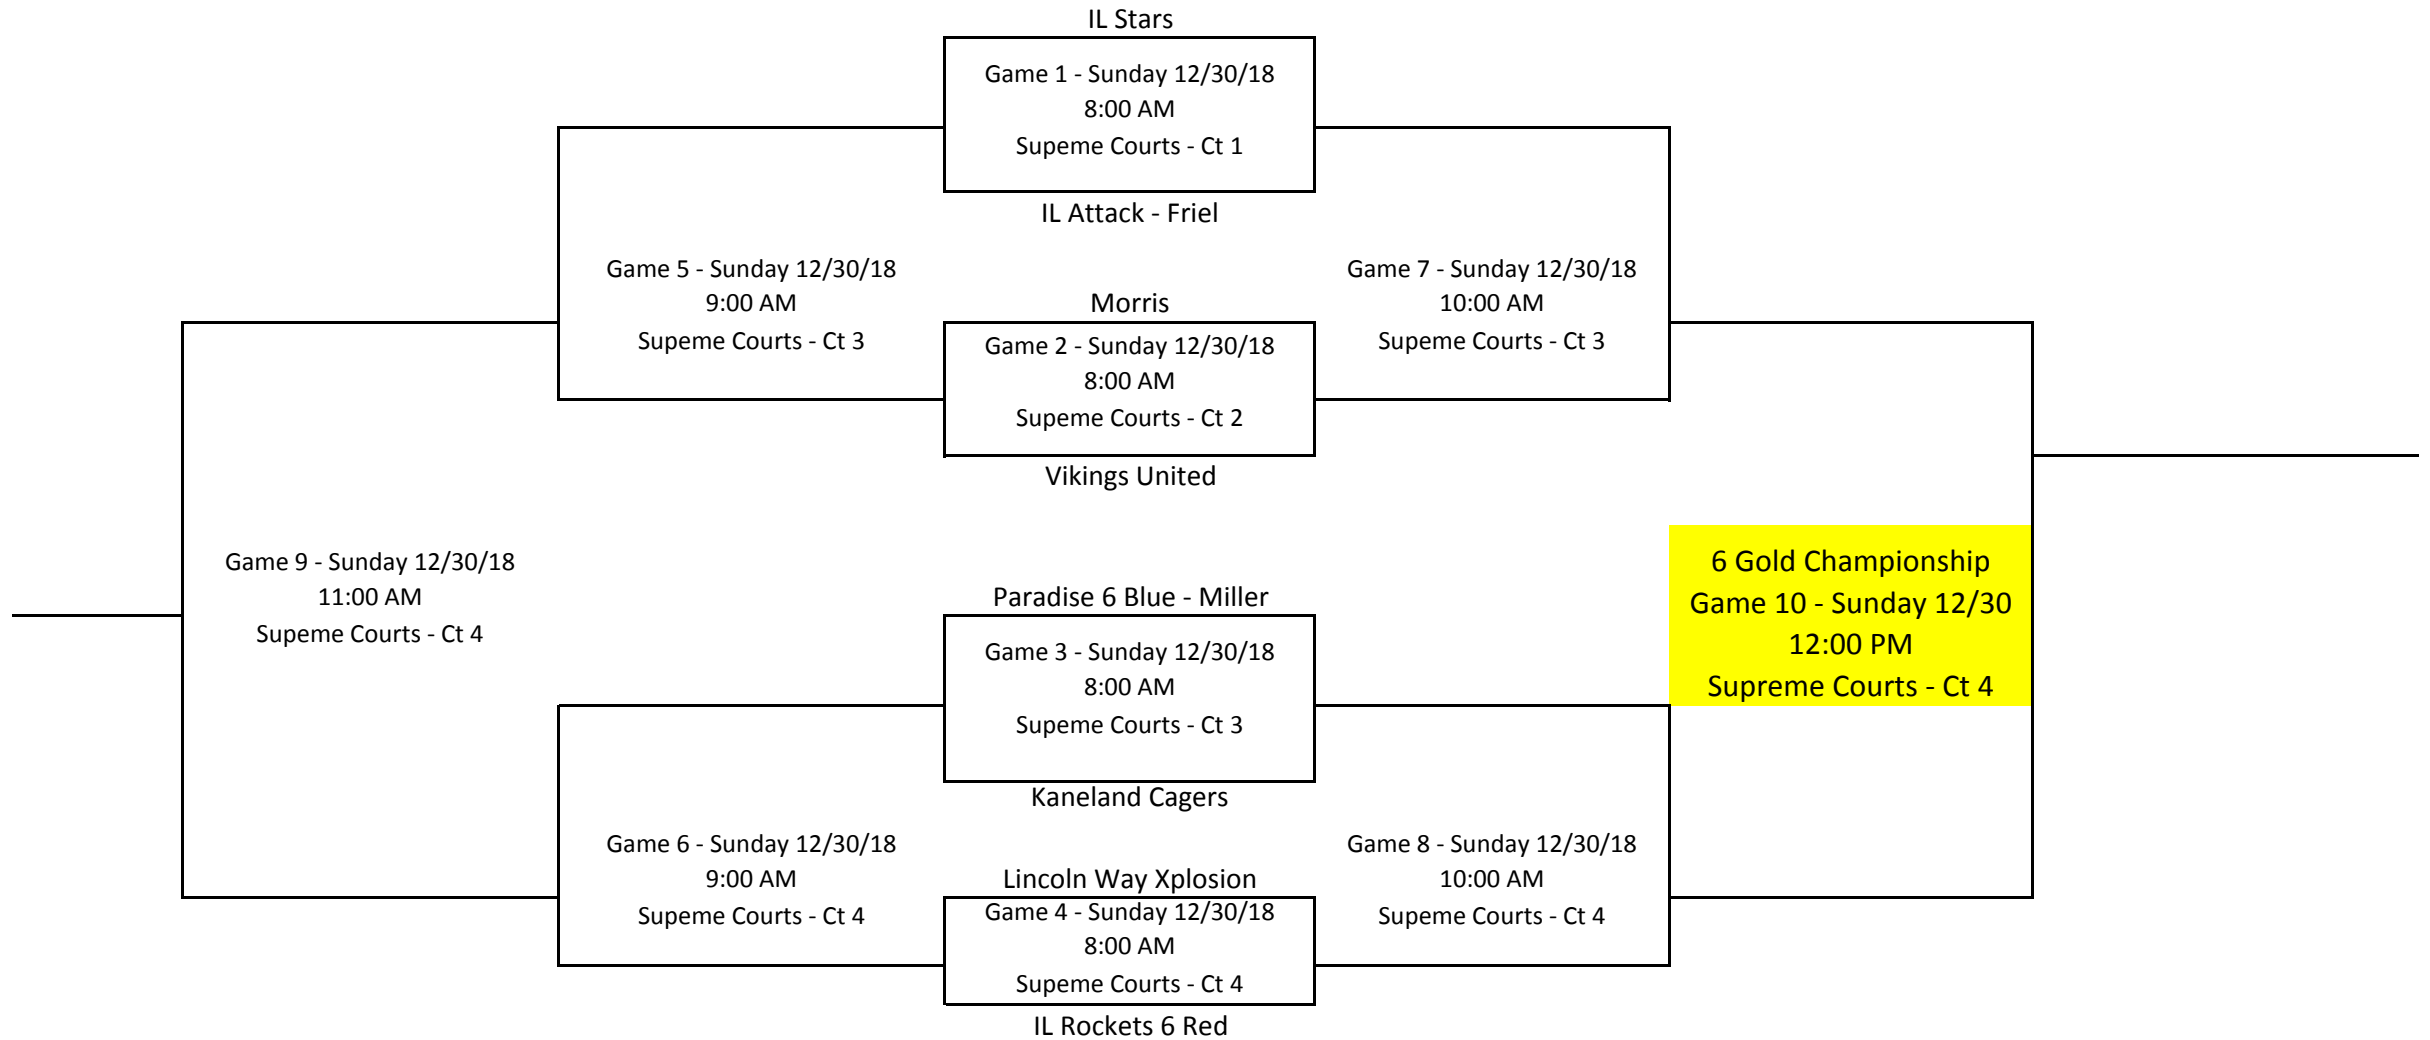 IL Stars
Game 1 - Sunday 12/30/18
8:00 AM
Supeme Courts - Ct 1
IL Attack - Friel
Game 5 - Sunday 12/30/18
9:00 AM
Supeme Courts - Ct 3
Game 7 - Sunday 12/30/18
10:00 AM
Supeme Courts - Ct 3
Morris
Game 2 - Sunday 12/30/18
8:00 AM
Supeme Courts - Ct 2
Vikings United
Game 9 - Sunday 12/30/18
11:00 AM
Supeme Courts - Ct 4
6 Gold Championship
Game 10 - Sunday 12/30
12:00 PM
Supreme Courts - Ct 4
Paradise 6 Blue - Miller
Game 3 - Sunday 12/30/18
8:00 AM
Supeme Courts - Ct 3
Kaneland Cagers
Game 6 - Sunday 12/30/18
9:00 AM
Supeme Courts - Ct 4
Game 8 - Sunday 12/30/18
10:00 AM
Supeme Courts - Ct 4
Lincoln Way Xplosion
Game 4 - Sunday 12/30/18
8:00 AM
Supeme Courts - Ct 4
IL Rockets 6 Red